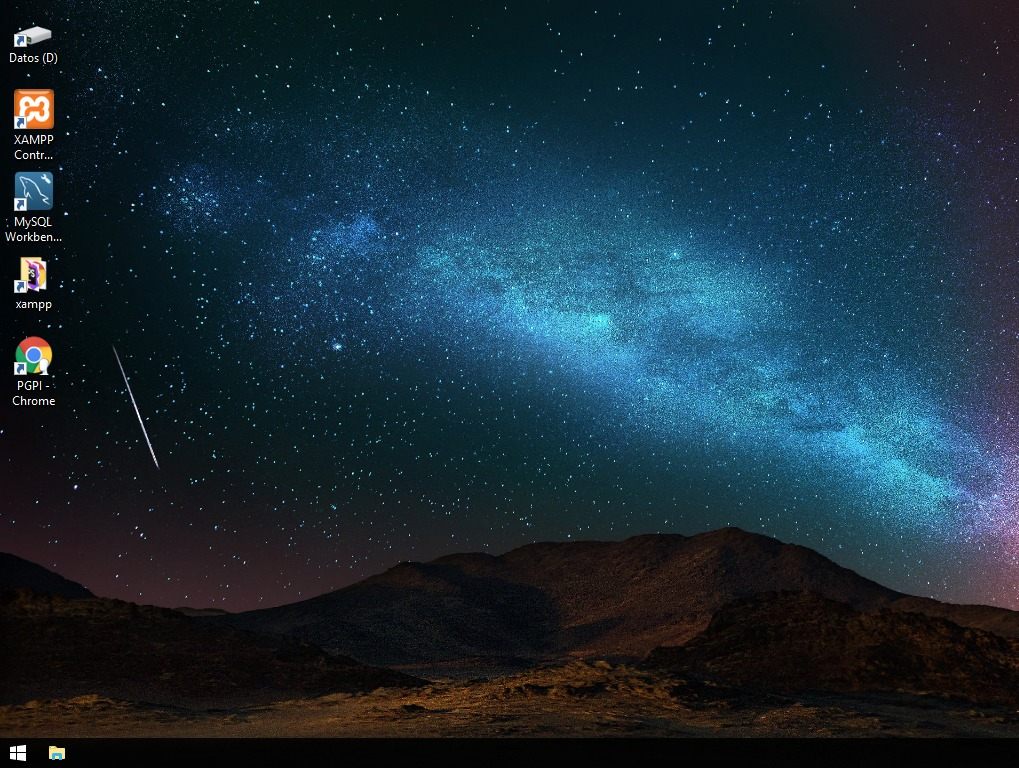 Datos (D)
XAMPP
Contr...
MySQL
Workben...
xampp
PGPI -
Chrome